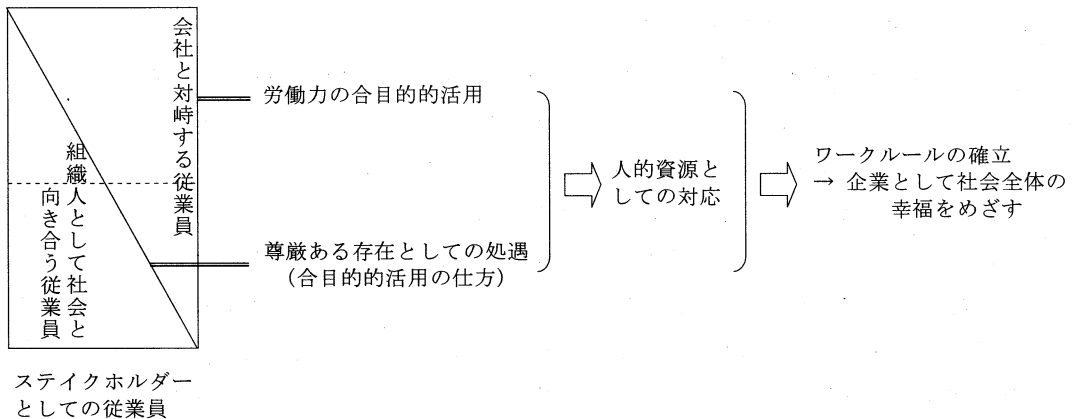 会社と対峙する従業員
組織人として社会と
向き合う従業員
労働力の合目的的活用
尊厳ある存在としての処遇
（合目的的活用の仕方）
人的資源と
しての対応
ワークルールの確立
→ 企業として社会全体の
幸福をめざす
ステイクホルダー
としての従業員